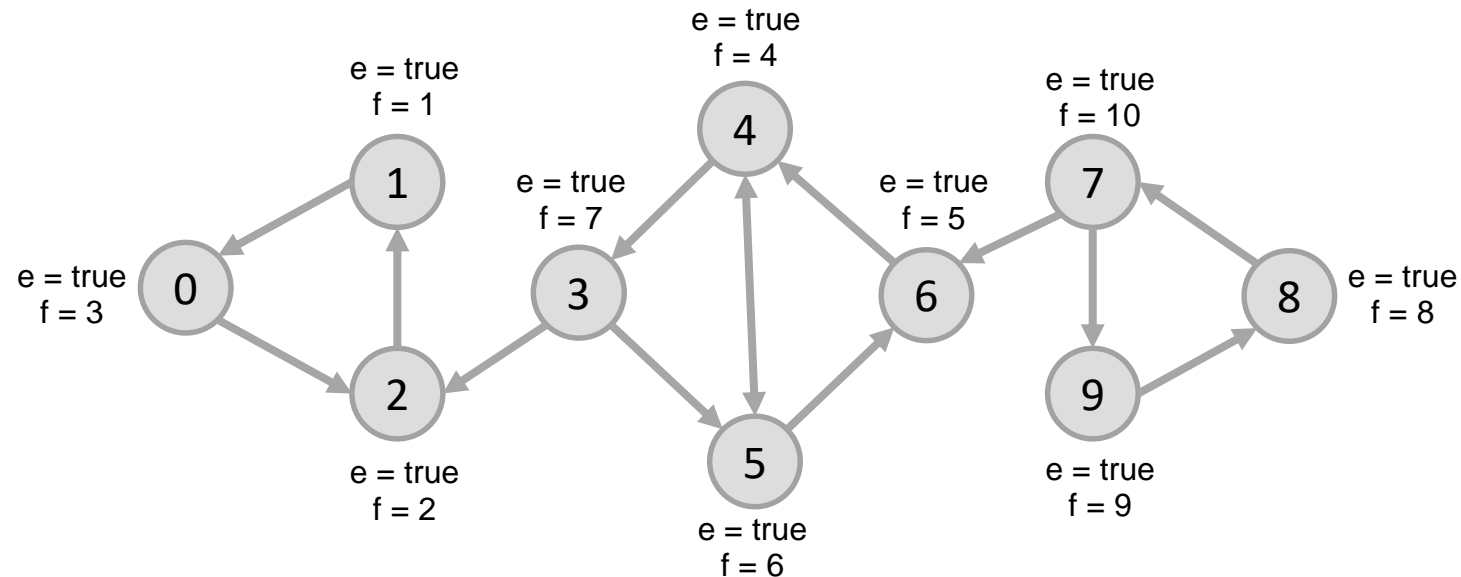 e = true
f = 4
e = true
f = 1
e = true
f = 10
4
1
e = true
f = 7
e = true
f = 5
7
0
e = true
f = 3
3
6
8
e = true
f = 8
2
9
5
e = true
f = 2
e = true
f = 9
e = true
f = 6